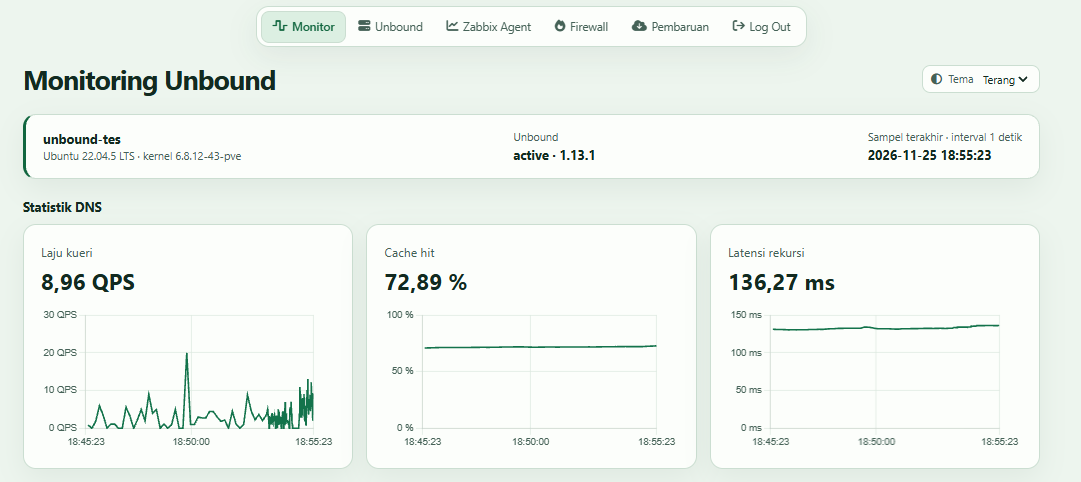 Monitor Unbound Zabbix Agent Firewall Pembaruan Log Out
Monitoring Unbound
Tema Terang
unbound-tes
Ubuntu 22.04.5 LTS · kernel 6.8.12-43-pve
Unbound
active · 1.13.1
Sampel terakhir · interval 1 detik
2026-11-25 18:55:23
Statistik DNS
Laju kueri
8,96 QPS
30 QPS
20 QPS
10 QPS
0 QPS
18:45:23 18:50:00 18:55:23
Cache hit
72,89 %
100 %
50 %
0 %
18:45:23 18:50:00 18:55:23
Latensi rekursi
136,27 ms
150 ms
100 ms
50 ms
0 ms
18:45:23 18:50:00 18:55:23